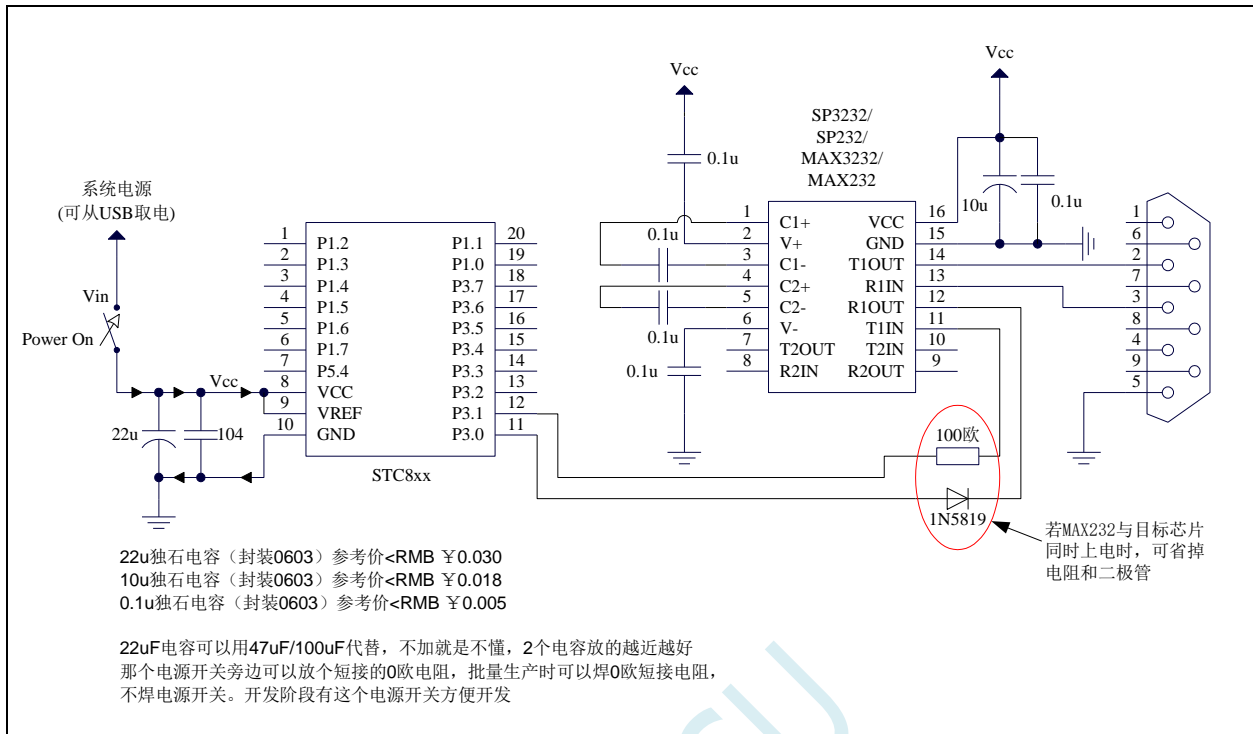 Vcc
Vcc
SP3232/
SP232/
MAX3232/
MAX232
0.1u
10u
0.1u
系统电源
(可从USB取电)
Vin
Power On
Vcc
22u
104
1 P1.2 P1.1 20
2 P1.3 P1.0 19
3 P1.4 P3.7 18
4 P1.5 P3.6 17
5 P1.6 P3.5 16
6 P1.7 P3.4 15
7 P5.4 P3.3 14
8 VCC P3.2 13
9 VREF P3.1 12
10 GND P3.0 11
STC8xx
0.1u
0.1u
0.1u
1 C1+ VCC 16
2 V+ GND 15
3 C1- T1OUT 14
4 C2+ R1IN 13
5 C2- R1OUT 12
6 V- T1IN 11
7 T2OUT T2IN 10
8 R2IN R2OUT 9
1
6
2
7
3
8
4
9
5
100欧
1N5819
若MAX232与目标芯片
同时上电时，可省掉
电阻和二极管
22u独石电容（封装0603）参考价<RMB ￥0.030
10u独石电容（封装0603）参考价<RMB ￥0.018
0.1u独石电容（封装0603）参考价<RMB ￥0.005
22uF电容可以用47uF/100uF代替，不加就是不懂，2个电容放的越近越好
那个电源开关旁边可以放个短接的0欧电阻，批量生产时可以焊0欧短接电阻，
不焊电源开关。开发阶段有这个电源开关方便开发